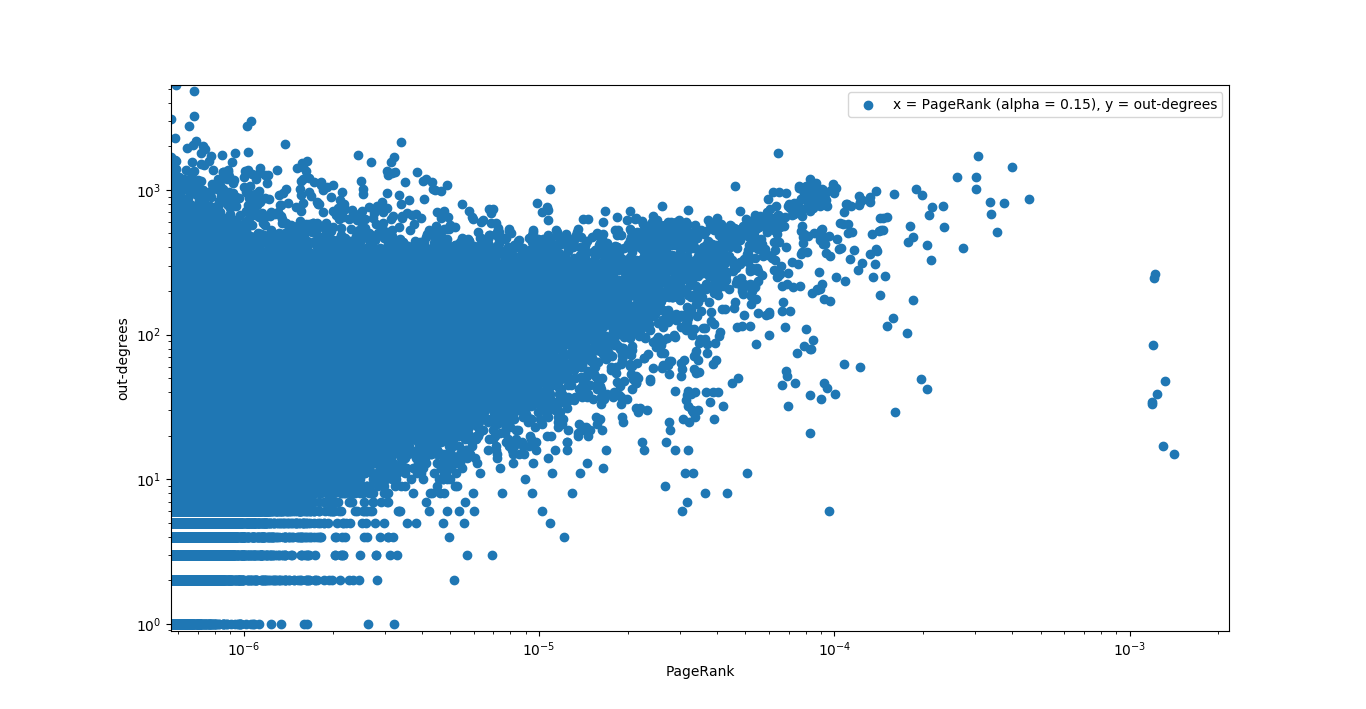 x = PageRank (alpha = 0.15), y = out-degrees
out-degrees
10³
10²
10¹
10⁰
10⁻⁶ 10⁻⁵ 10⁻⁴ 10⁻³
PageRank